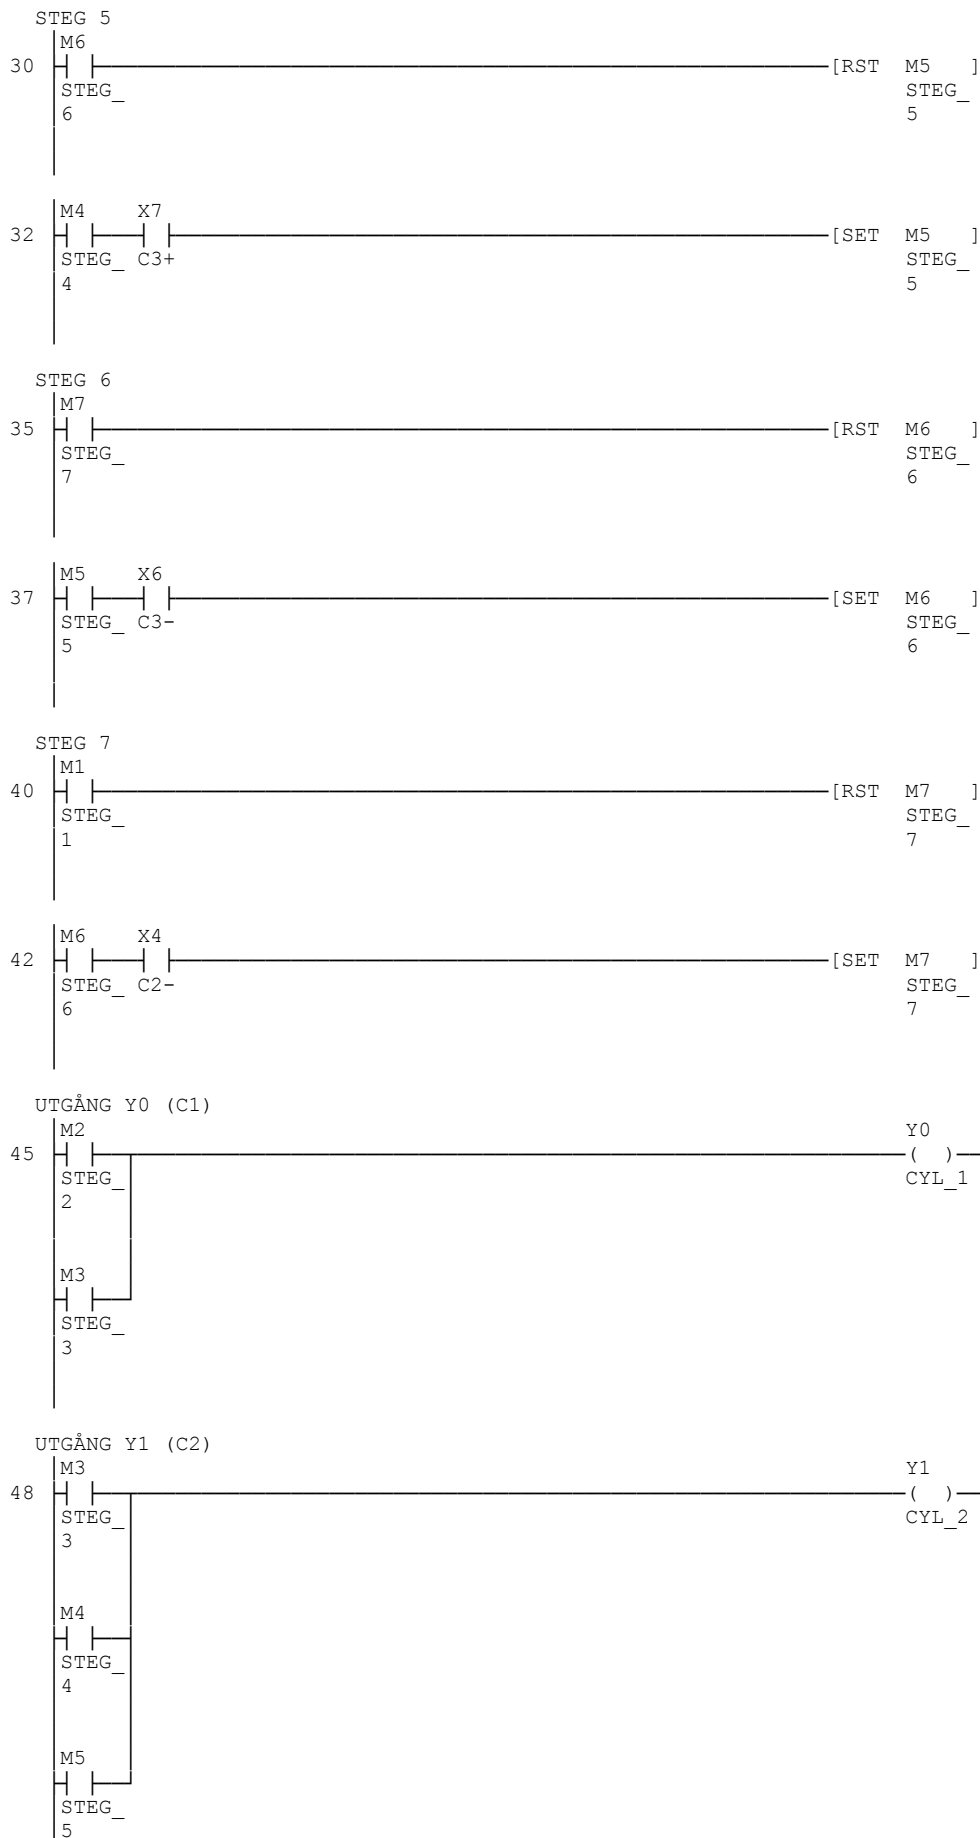 STEG 5
M6
30 [RST M5 ]
STEG_ STEG_
6 5
M4 X7
32 [SET M5 ]
STEG_ C3+ STEG_
4 5
STEG 6
M7
35 [RST M6 ]
STEG_ STEG_
7 6
M5 X6
37 [SET M6 ]
STEG_ C3- STEG_
5 6
STEG 7
M1
40 [RST M7 ]
STEG_ STEG_
1 7
M6 X4
42 [SET M7 ]
STEG_ C2- STEG_
6 7
UTGÅNG Y0 (C1)
M2 Y0
45 ( )
STEG_ CYL_1
2
M3
STEG_
3
UTGÅNG Y1 (C2)
M3 Y1
48 ( )
STEG_ CYL_2
3
M4
STEG_
4
M5
STEG_
5